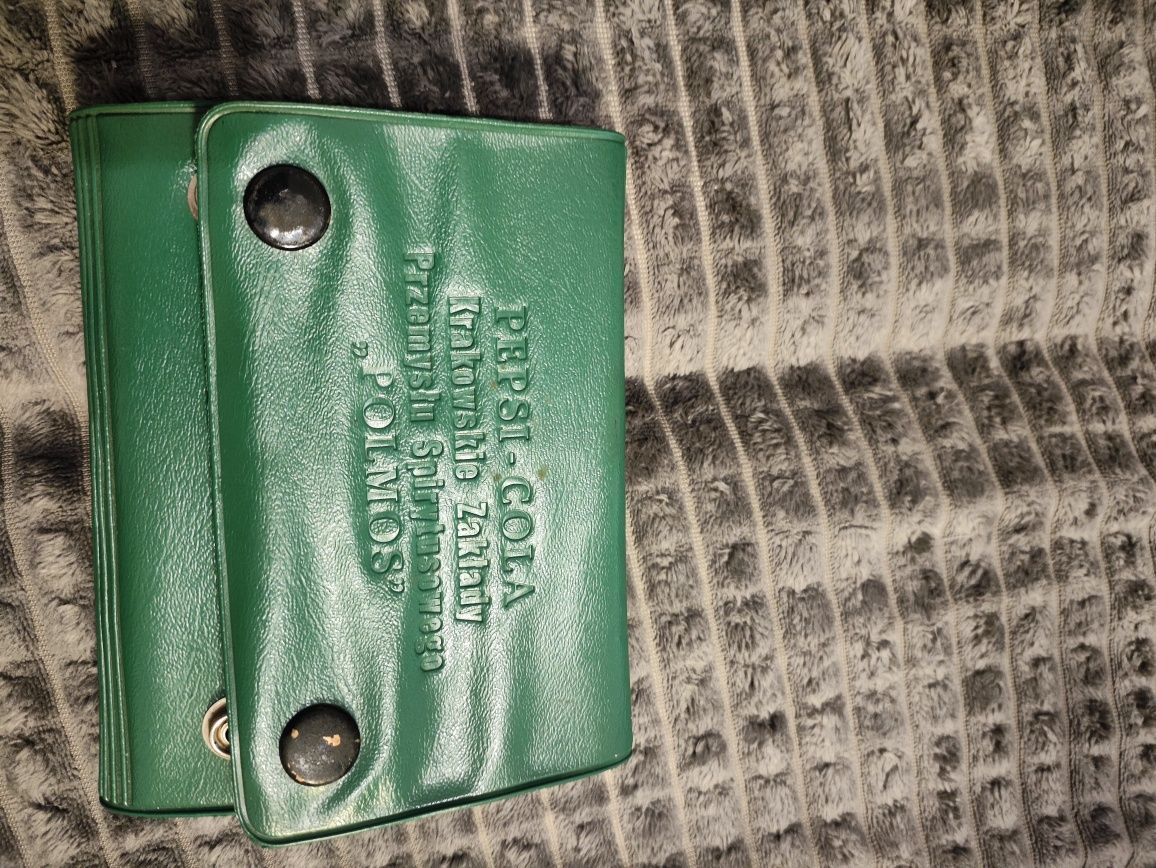 PEPSI-COLA
Krakowskie Zakłady
Przemysłu Spirytusowego
„POLMOS”